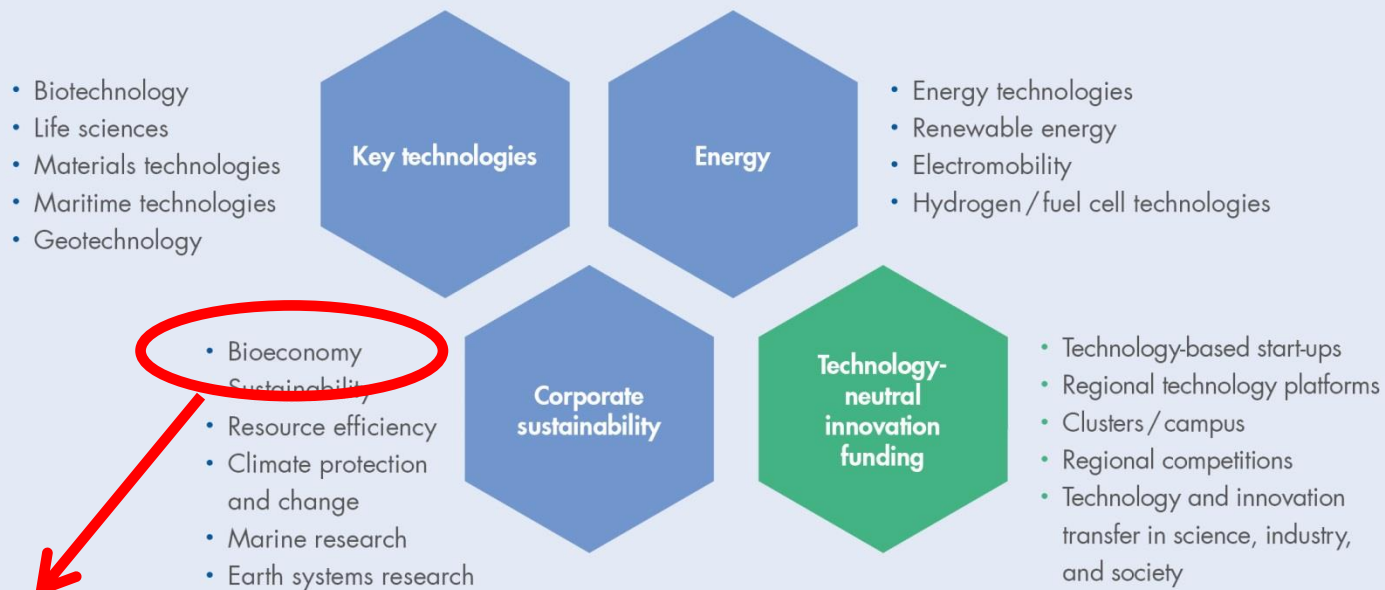 • Biotechnology
• Life sciences
• Materials technologies
• Maritime technologies
• Geotechnology
Key technologies
Energy
• Energy technologies
• Renewable energy
• Electromobility
• Hydrogen / fuel cell technologies
• Bioeconomy
• Sustainability
• Resource efficiency
• Climate protection
and change
• Marine research
• Earth systems research
Corporate
sustainability
Technology-
neutral
innovation
funding
• Technology-based start-ups
• Regional technology platforms
• Clusters / campus
• Regional competitions
• Technology and innovation
transfer in science, industry,
and society